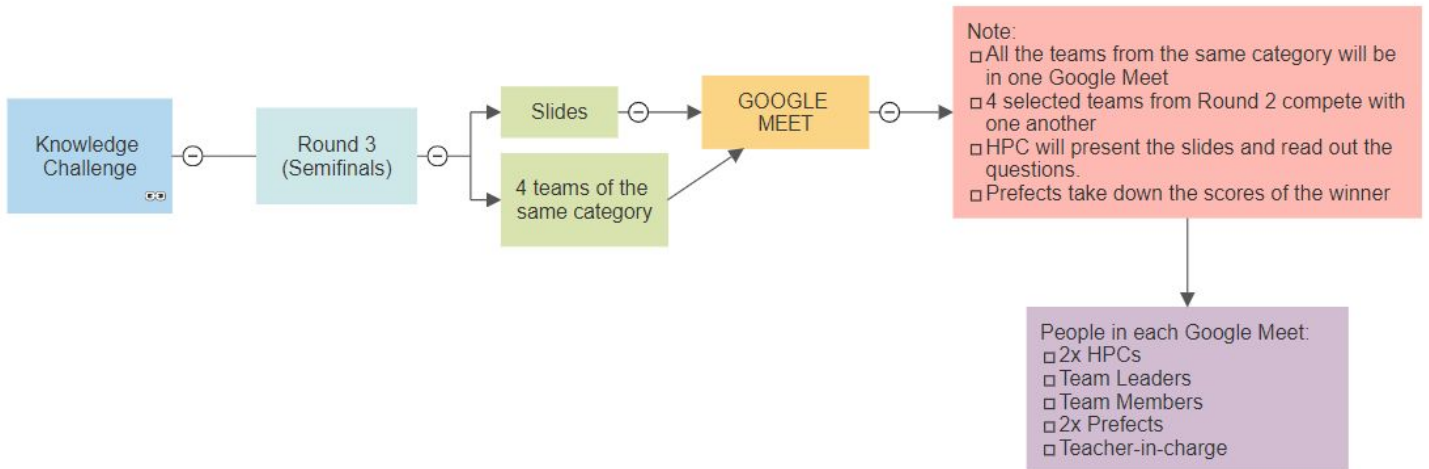 Knowledge
Challenge
Round 3
(Semifinals)
Slides
4 teams of the
same category
GOOGLE
MEET
Note:
□ All the teams from the same category will be
in one Google Meet
□ 4 selected teams from Round 2 compete with
one another
□ HPC will present the slides and read out the
questions.
□ Prefects take down the scores of the winner
People in each Google Meet:
□ 2x HPCs
□ Team Leaders
□ Team Members
□ 2x Prefects
□ Teacher-in-charge